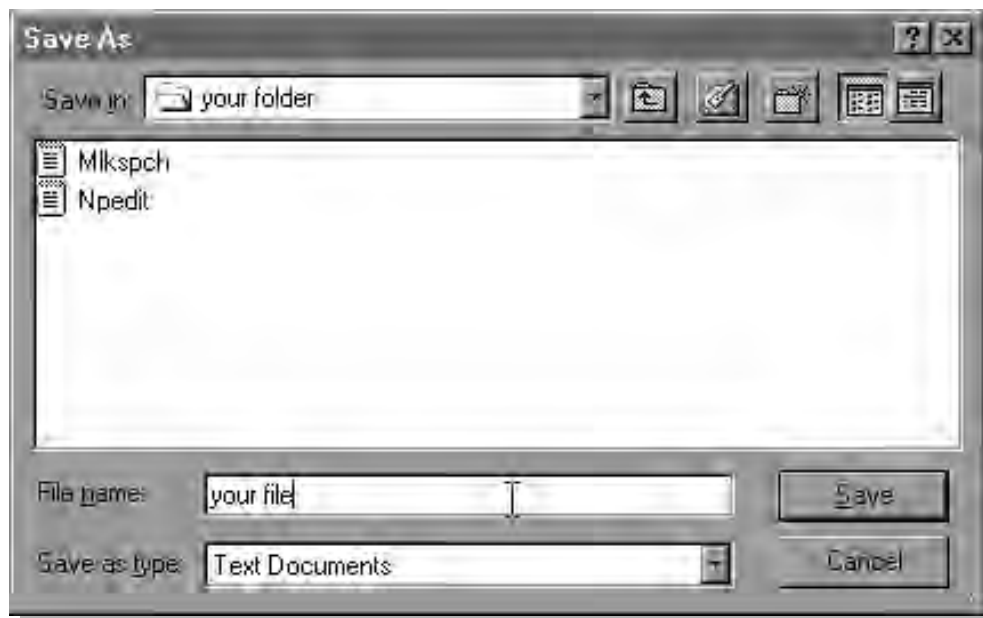 Save As
Save in: your folder
Mlkspch
Npedit
File name: your file Save
Save as type: Text Documents Cancel